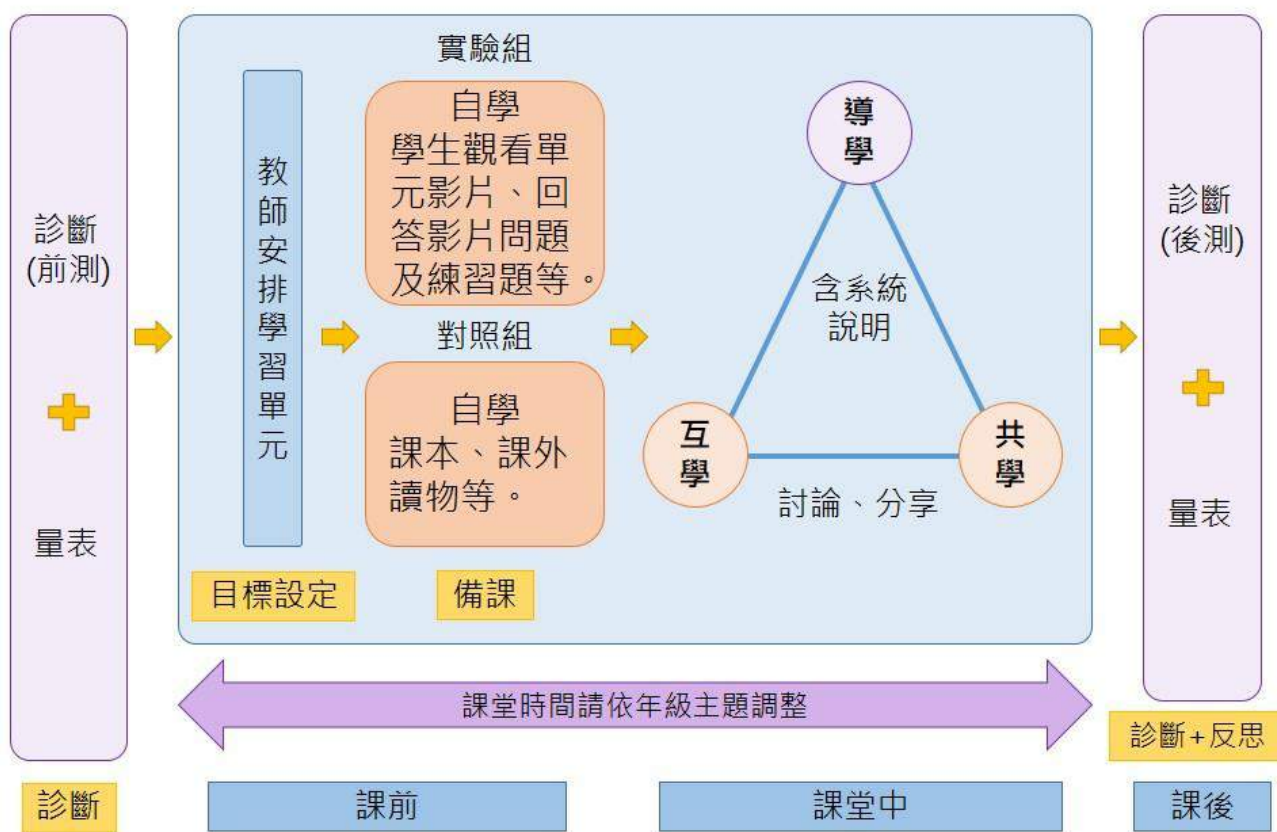 診斷
(前測)
量表
診斷
教師安排學習單元
目標設定
實驗組
自學
學生觀看單
元影片、回
答影片問題
及練習題等。
對照組
自學
課本、課外
讀物等。
備課
導學
含系統
說明
互學
共學
討論、分享
診斷
(後測)
量表
診斷+反思
課堂時間請依年級主題調整
課前
課堂中
課後